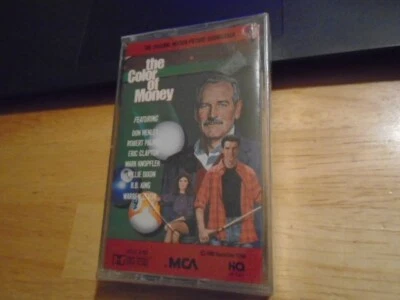 THE ORIGINAL MOTION PICTURE SOUNDTRACK
the
Color of
Money
FEATURING
DON HENLEY
ROBERT PALMER
ERIC CLAPTON
MARK KNOPFLER
WILLIE DIXON
B.B. KING
MCA
HQ